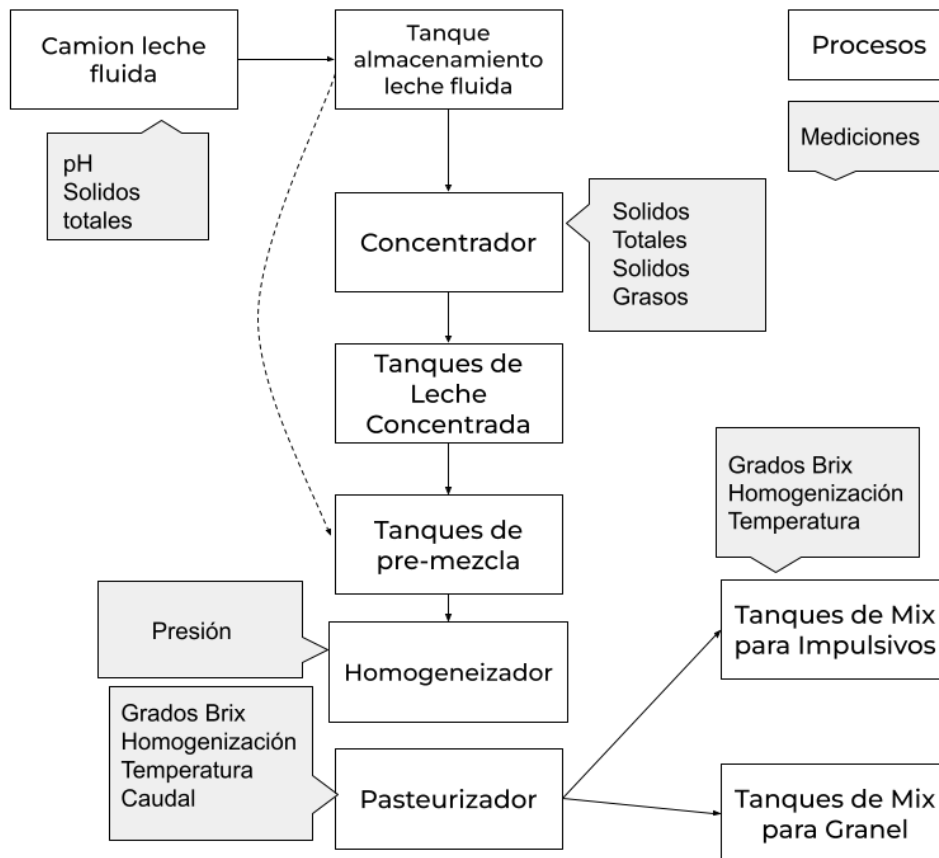 Camion leche
fluida
Tanque
almacenamiento
leche fluida
Procesos
pH
Solidos
totales
Mediciones
Concentrador
Solidos
Totales
Solidos
Grasos
Tanques de
Leche
Concentrada
Grados Brix
Homogenización
Temperatura
Tanques de
pre-mezcla
Presión
Homogeneizador
Tanques de Mix
para Impulsivos
Grados Brix
Homogenización
Temperatura
Caudal
Pasteurizador
Tanques de Mix
para Granel